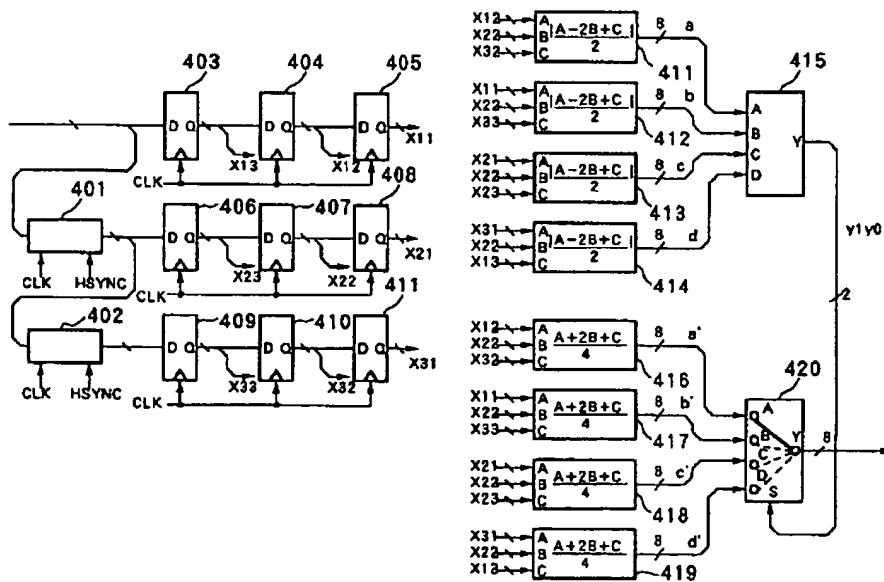 403
404
405
D Q
D Q
D Q
X13
X12
X11
CLK
401
CLK
HSYNC
406
407
408
D Q
D Q
D Q
X23
X22
X21
CLK
402
CLK
HSYNC
409
410
411
D Q
D Q
D Q
X33
X32
X31
CLK
X12
X22
X32
A
B
C
|A-2B+C|
2
8
a
411
X11
X22
X33
A
B
C
|A-2B+C|
2
8
b
412
X21
X22
X23
A
B
C
|A-2B+C|
2
8
c
413
X31
X22
X13
A
B
C
|A-2B+C|
2
8
d
414
415
A
B
C
D
Y
y1y0
2
X12
X22
X32
A
B
C
A+2B+C
4
8
a'
416
X11
X22
X33
A
B
C
A+2B+C
4
8
b'
417
X21
X22
X23
A
B
C
A+2B+C
4
8
c'
418
X31
X22
X13
A
B
C
A+2B+C
4
8
d'
419
420
A
B
C
D
S
Y
8